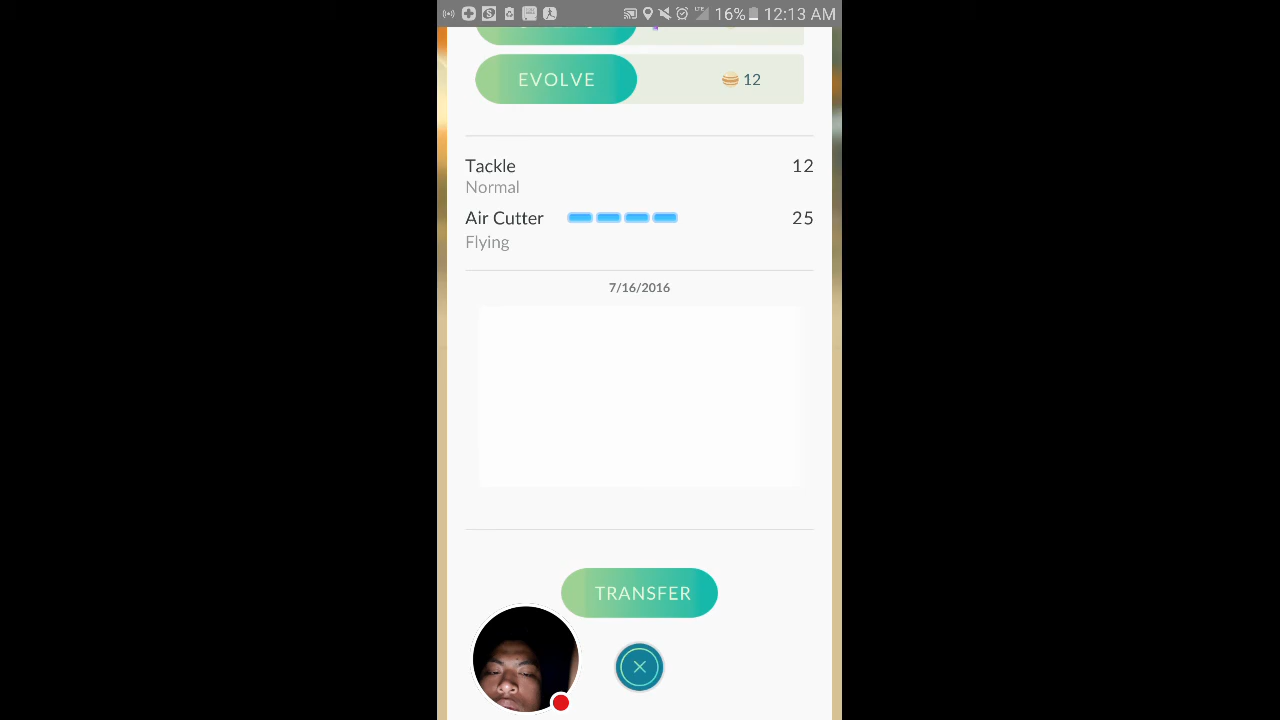 16% 12:13 AM
EVOLVE 12
Tackle 12
Normal
Air Cutter 25
Flying
7/16/2016
TRANSFER